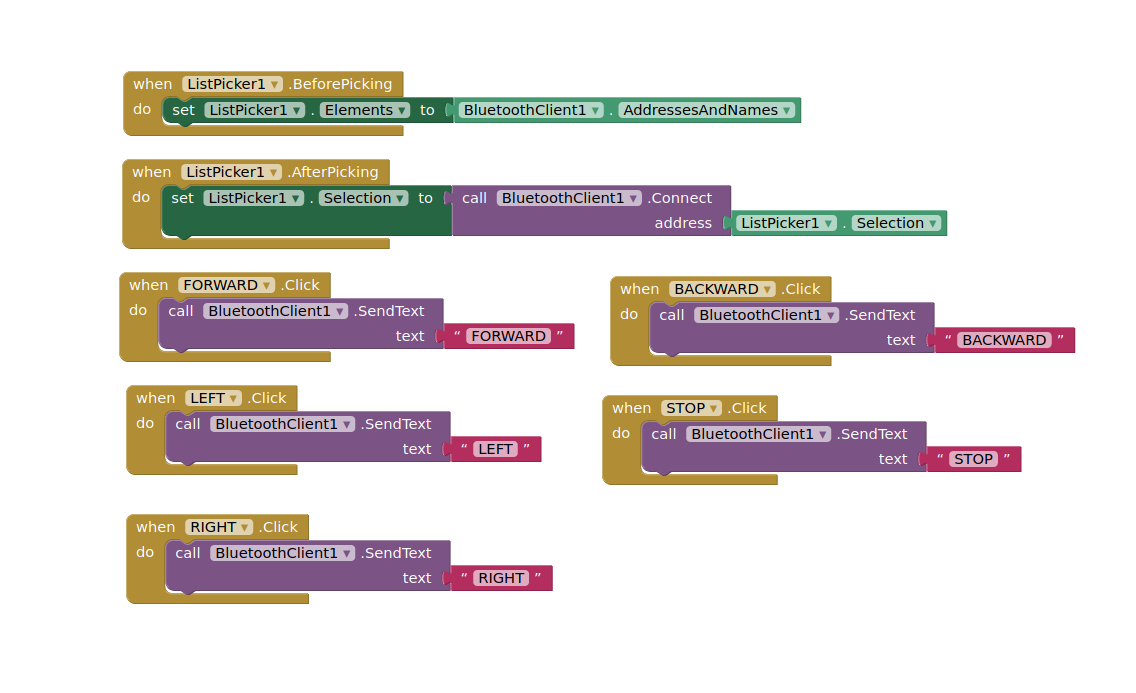 when ListPicker1 .BeforePicking
do set ListPicker1 . Elements to BluetoothClient1 . AddressesAndNames
when ListPicker1 .AfterPicking
do set ListPicker1 . Selection to call BluetoothClient1 .Connect
address ListPicker1 . Selection
when FORWARD .Click
do call BluetoothClient1 .SendText
text “ FORWARD ”
when BACKWARD .Click
do call BluetoothClient1 .SendText
text “ BACKWARD ”
when LEFT .Click
do call BluetoothClient1 .SendText
text “ LEFT ”
when STOP .Click
do call BluetoothClient1 .SendText
text “ STOP ”
when RIGHT .Click
do call BluetoothClient1 .SendText
text “ RIGHT ”